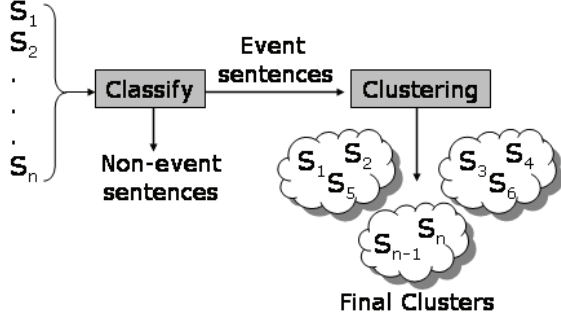 S1
S2
.
.
.
Sn
Classify
Non-event
sentences
Event
sentences
Clustering
S1 S2
S5
S3 S4
S6
Sn-1 Sn
Final Clusters